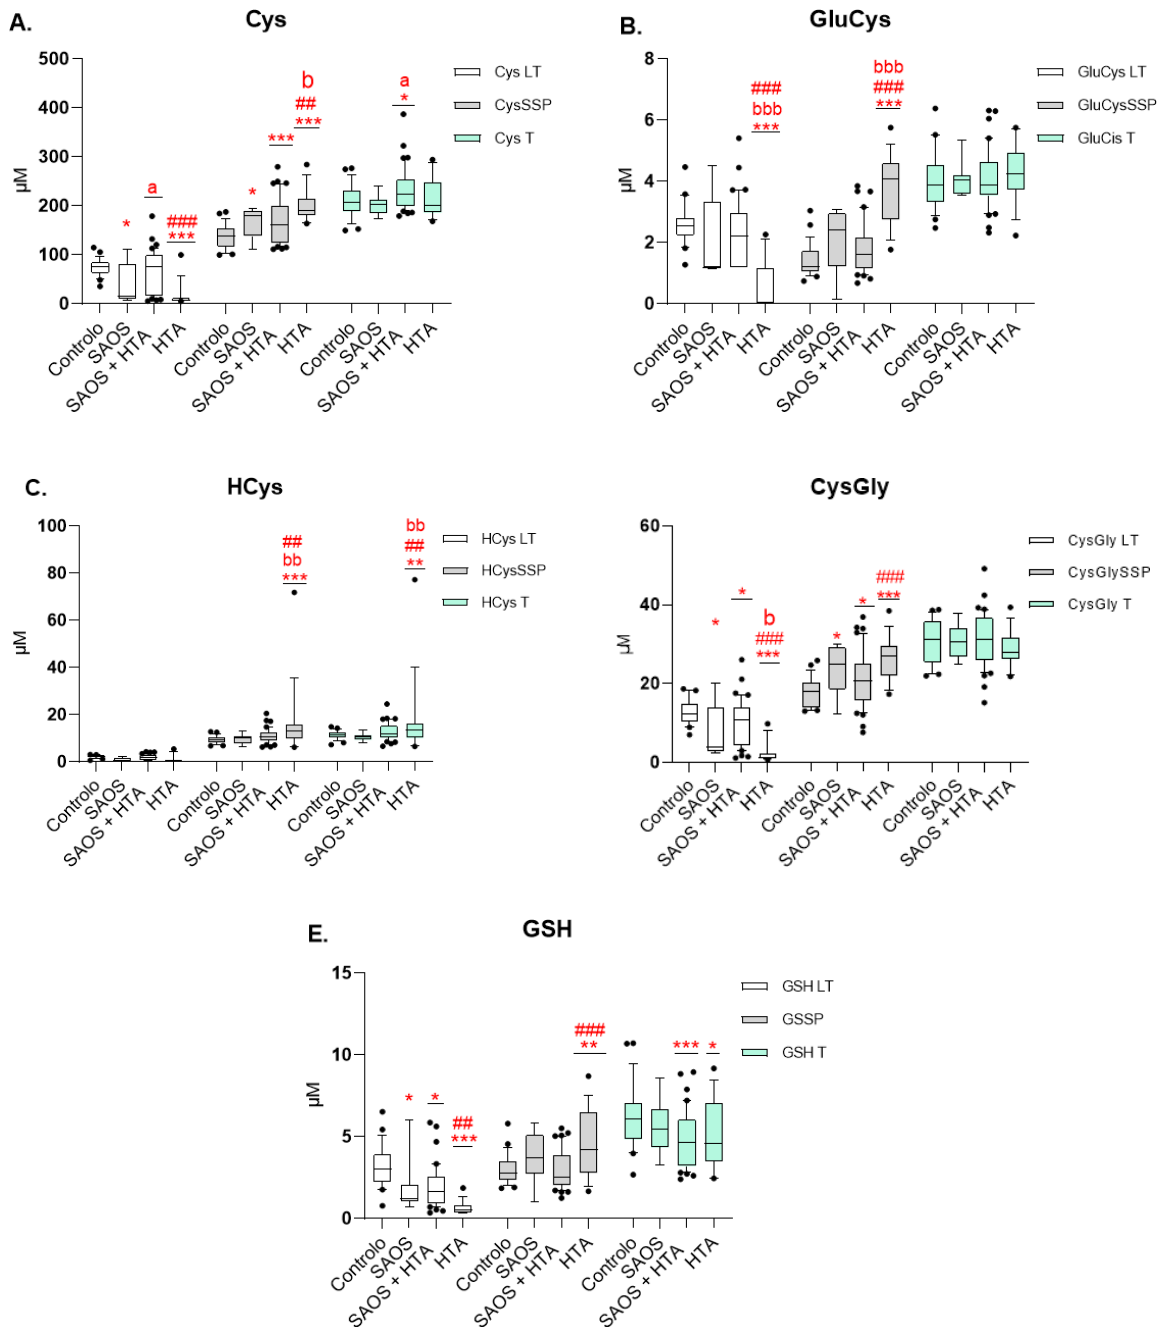 A.
Cys
500
400
300
200
100
0
µM
a
*
###
***
*
***
b
##
***
a
*
Cys LT
CysSSP
Cys T
Controlo
SAOS
SAOS + HTA
HTA
Controlo
SAOS
SAOS + HTA
HTA
Controlo
SAOS
SAOS + HTA
HTA
B.
GluCys
8
6
4
2
0
µM
###
bbb
***
bbb
###
***
GluCys LT
GluCysSSP
GluCis T
Controlo
SAOS
SAOS + HTA
HTA
Controlo
SAOS
SAOS + HTA
HTA
Controlo
SAOS
SAOS + HTA
HTA
C.
HCys
100
80
60
40
20
0
µM
##
bb
***
bb
##
**
HCys LT
HCysSSP
HCys T
Controlo
SAOS
SAOS + HTA
HTA
Controlo
SAOS
SAOS + HTA
HTA
Controlo
SAOS
SAOS + HTA
HTA
CysGly
60
40
20
0
µM
*
*
b
###
***
*
*
###
***
CysGly LT
CysGlySSP
CysGly T
Controlo
SAOS
SAOS + HTA
HTA
Controlo
SAOS
SAOS + HTA
HTA
Controlo
SAOS
SAOS + HTA
HTA
E.
GSH
15
10
5
0
µM
*
*
##
***
###
**
***
*
GSH LT
GSSP
GSH T
Controlo
SAOS
SAOS + HTA
HTA
Controlo
SAOS
SAOS + HTA
HTA
Controlo
SAOS
SAOS + HTA
HTA